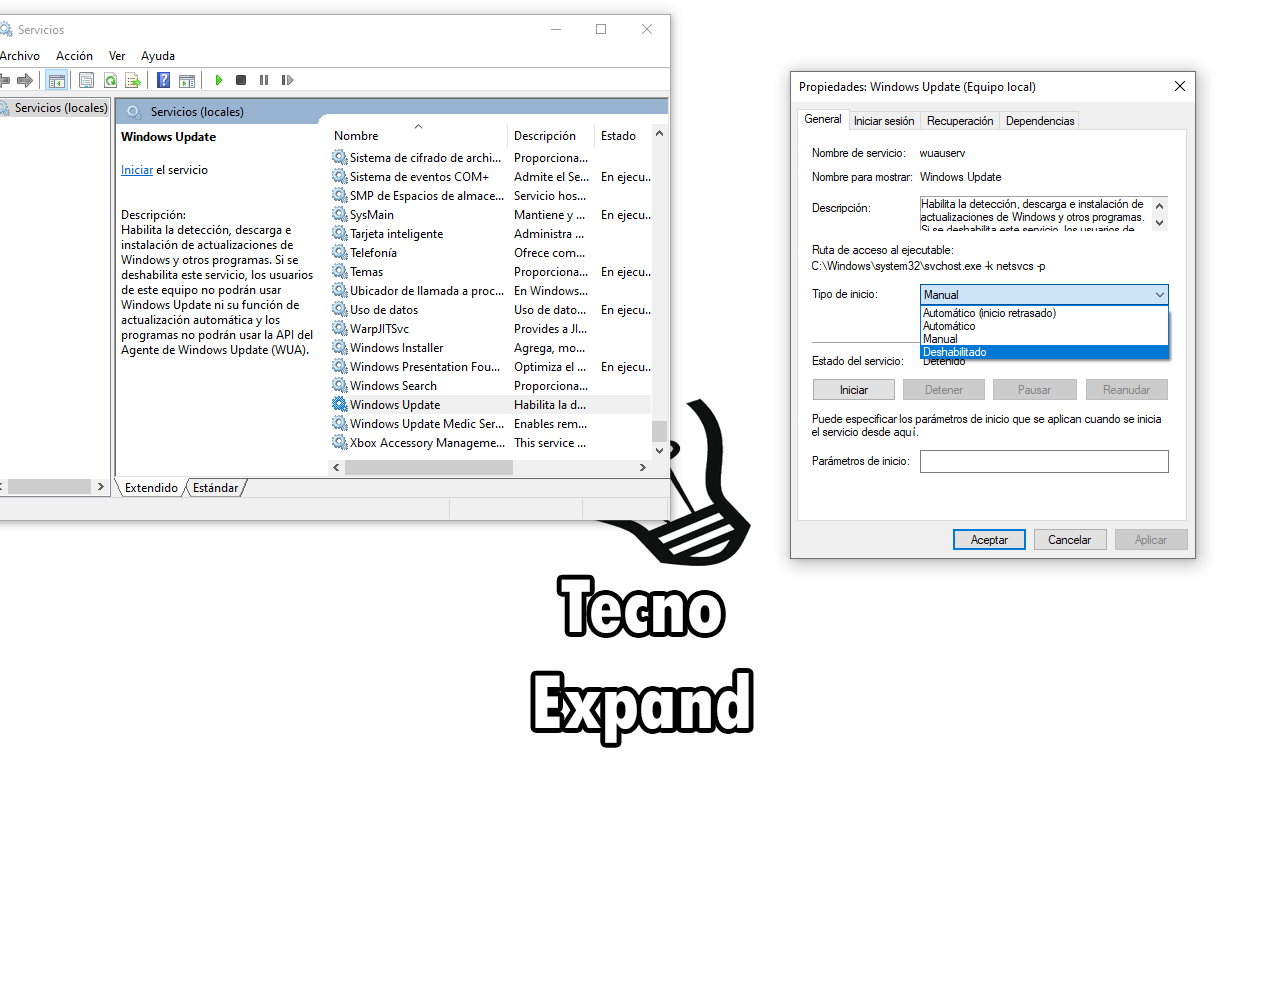 Servicios
Archivo Acción Ver Ayuda
Servicios (locales)
Servicios (locales)
Windows Update
Iniciar el servicio
Descripción:
Habilita la detección, descarga e
instalación de actualizaciones de
Windows y otros programas. Si se
deshabilita este servicio, los usuarios
de este equipo no podrán usar
Windows Update ni su función de
actualización automática y los
programas no podrán usar la API del
Agente de Windows Update (WUA).
Nombre Descripción Estado
Sistema de cifrado de archi... Proporciona...
Sistema de eventos COM+ Admite el Se... En ejecu..
SMP de Espacios de almace... Servicio hos...
SysMain Mantiene y ... En ejecu..
Tarjeta inteligente Administra ...
Telefonía Ofrece com...
Temas Proporciona... En ejecu..
Ubicador de llamada a proc... En Windows...
Uso de datos Uso de dato... En ejecu..
WarpJITSvc Provides a JI...
Windows Installer Agrega, mo...
Windows Presentation Fou... Optimiza el ... En ejecu..
Windows Search Proporciona...
Windows Update Habilita la d...
Windows Update Medic Ser... Enables rem...
Xbox Accessory Manageme... This service ...
Extendido Estándar
Propiedades: Windows Update (Equipo local)
General Iniciar sesión Recuperación Dependencias
Nombre de servicio: wuauserv
Nombre para mostrar: Windows Update
Descripción: Habilita la detección, descarga e instalación de
actualizaciones de Windows y otros programas.
Si se deshabilita este servicio, los usuarios de
Ruta de acceso al ejecutable:
C:\Windows\system32\svchost.exe -k netsvcs -p
Tipo de inicio: Manual
Automático (inicio retrasado)
Automático
Manual
Deshabilitado
Estado del servicio: Detenido
Iniciar Detener Pausar Reanudar
Puede especificar los parámetros de inicio que se aplican cuando se inicia
el servicio desde aquí.
Parámetros de inicio:
Aceptar Cancelar Aplicar
Tecno
Expand